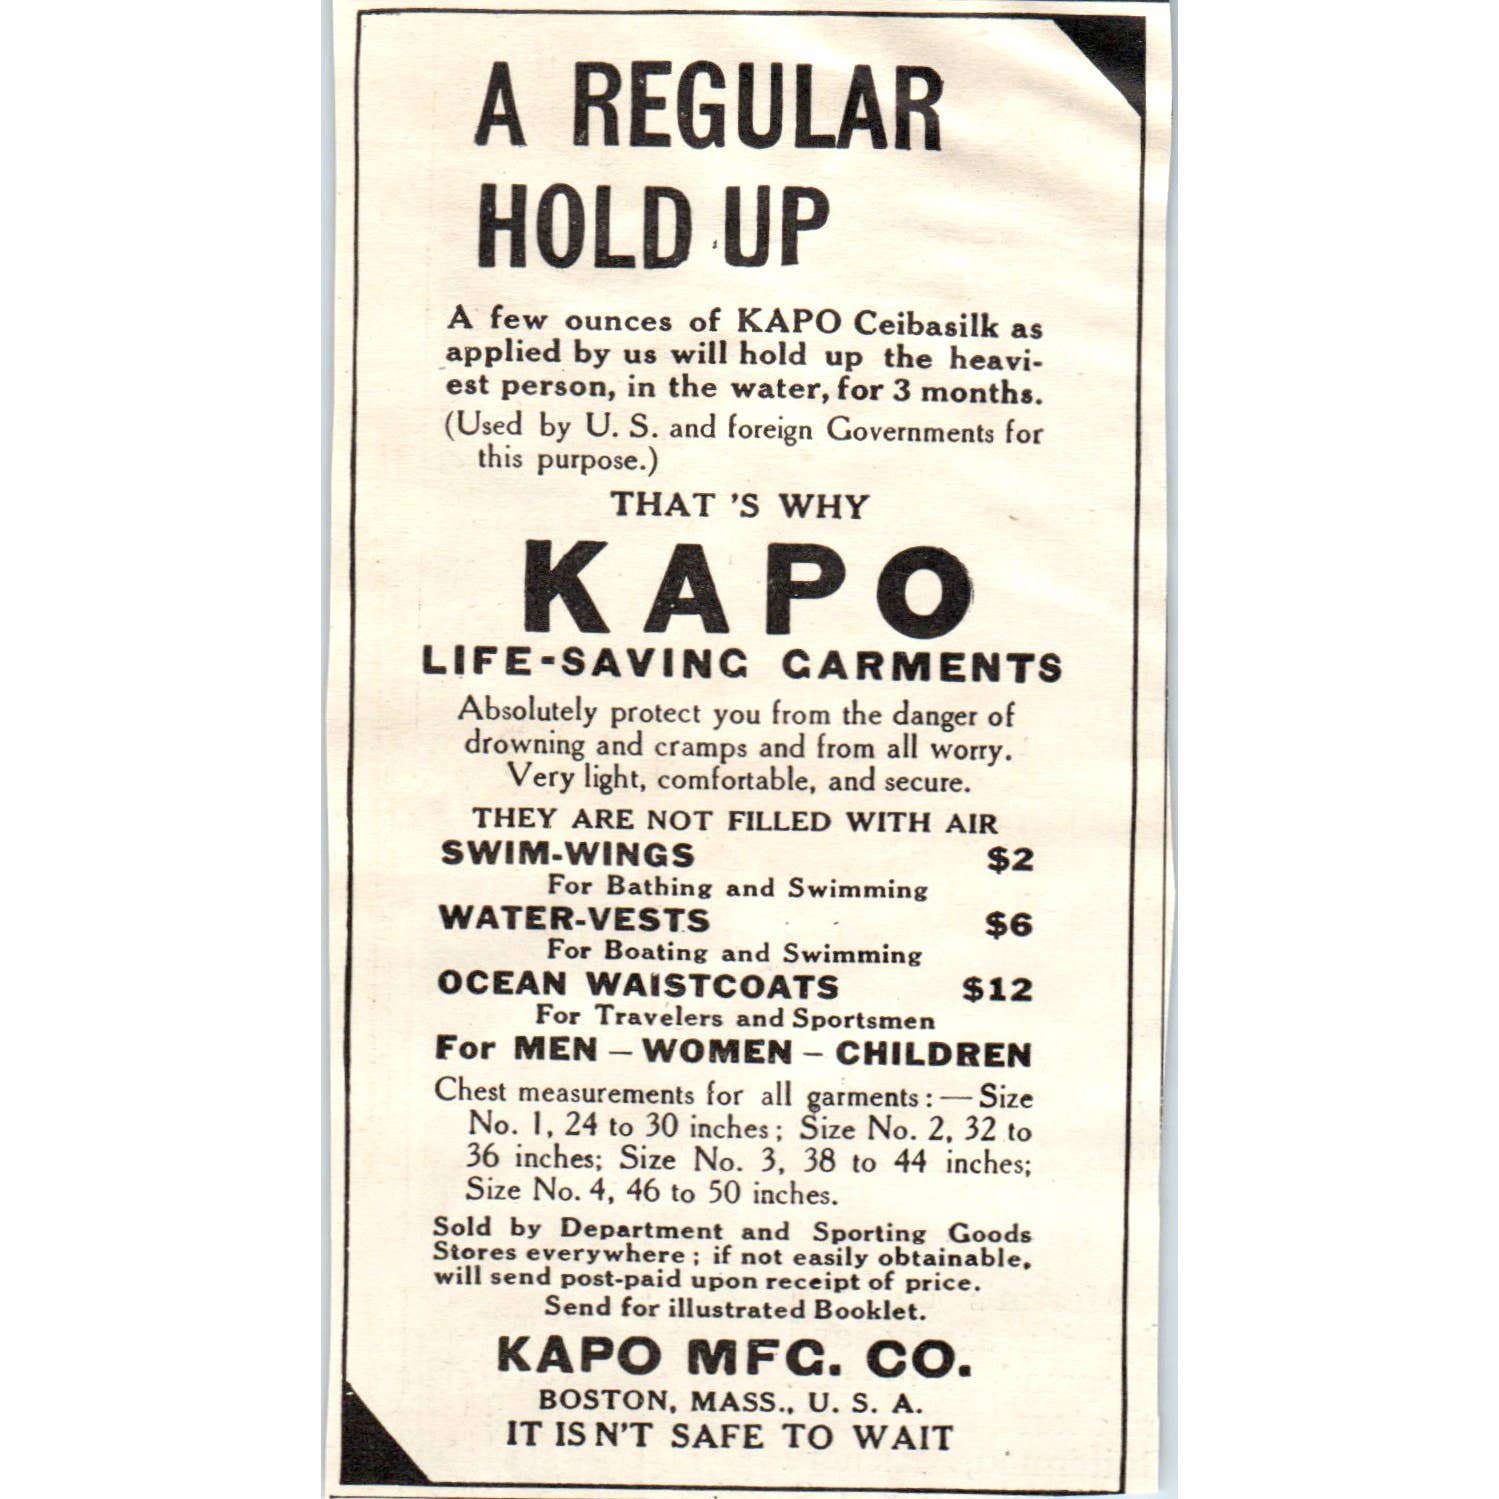 A REGULAR
HOLD UP
A few ounces of KAPO Ceibasilk as
applied by us will hold up the heavi-
est person, in the water, for 3 months.
(Used by U. S. and foreign Governments for
this purpose.)
THAT 'S WHY
KAPO
LIFE-SAVING GARMENTS
Absolutely protect you from the danger of
drowning and cramps and from all worry.
Very light, comfortable, and secure.
THEY ARE NOT FILLED WITH AIR
SWIM-WINGS $2
For Bathing and Swimming
WATER-VESTS $6
For Boating and Swimming
OCEAN WAISTCOATS $12
For Travelers and Sportsmen
For MEN – WOMEN – CHILDREN
Chest measurements for all garments: — Size
No. 1, 24 to 30 inches; Size No. 2, 32 to
36 inches; Size No. 3, 38 to 44 inches;
Size No. 4, 46 to 50 inches.
Sold by Department and Sporting Goods
Stores everywhere; if not easily obtainable,
will send post-paid upon receipt of price.
Send for illustrated Booklet.
KAPO MFG. CO.
BOSTON, MASS., U. S. A.
IT IS N'T SAFE TO WAIT